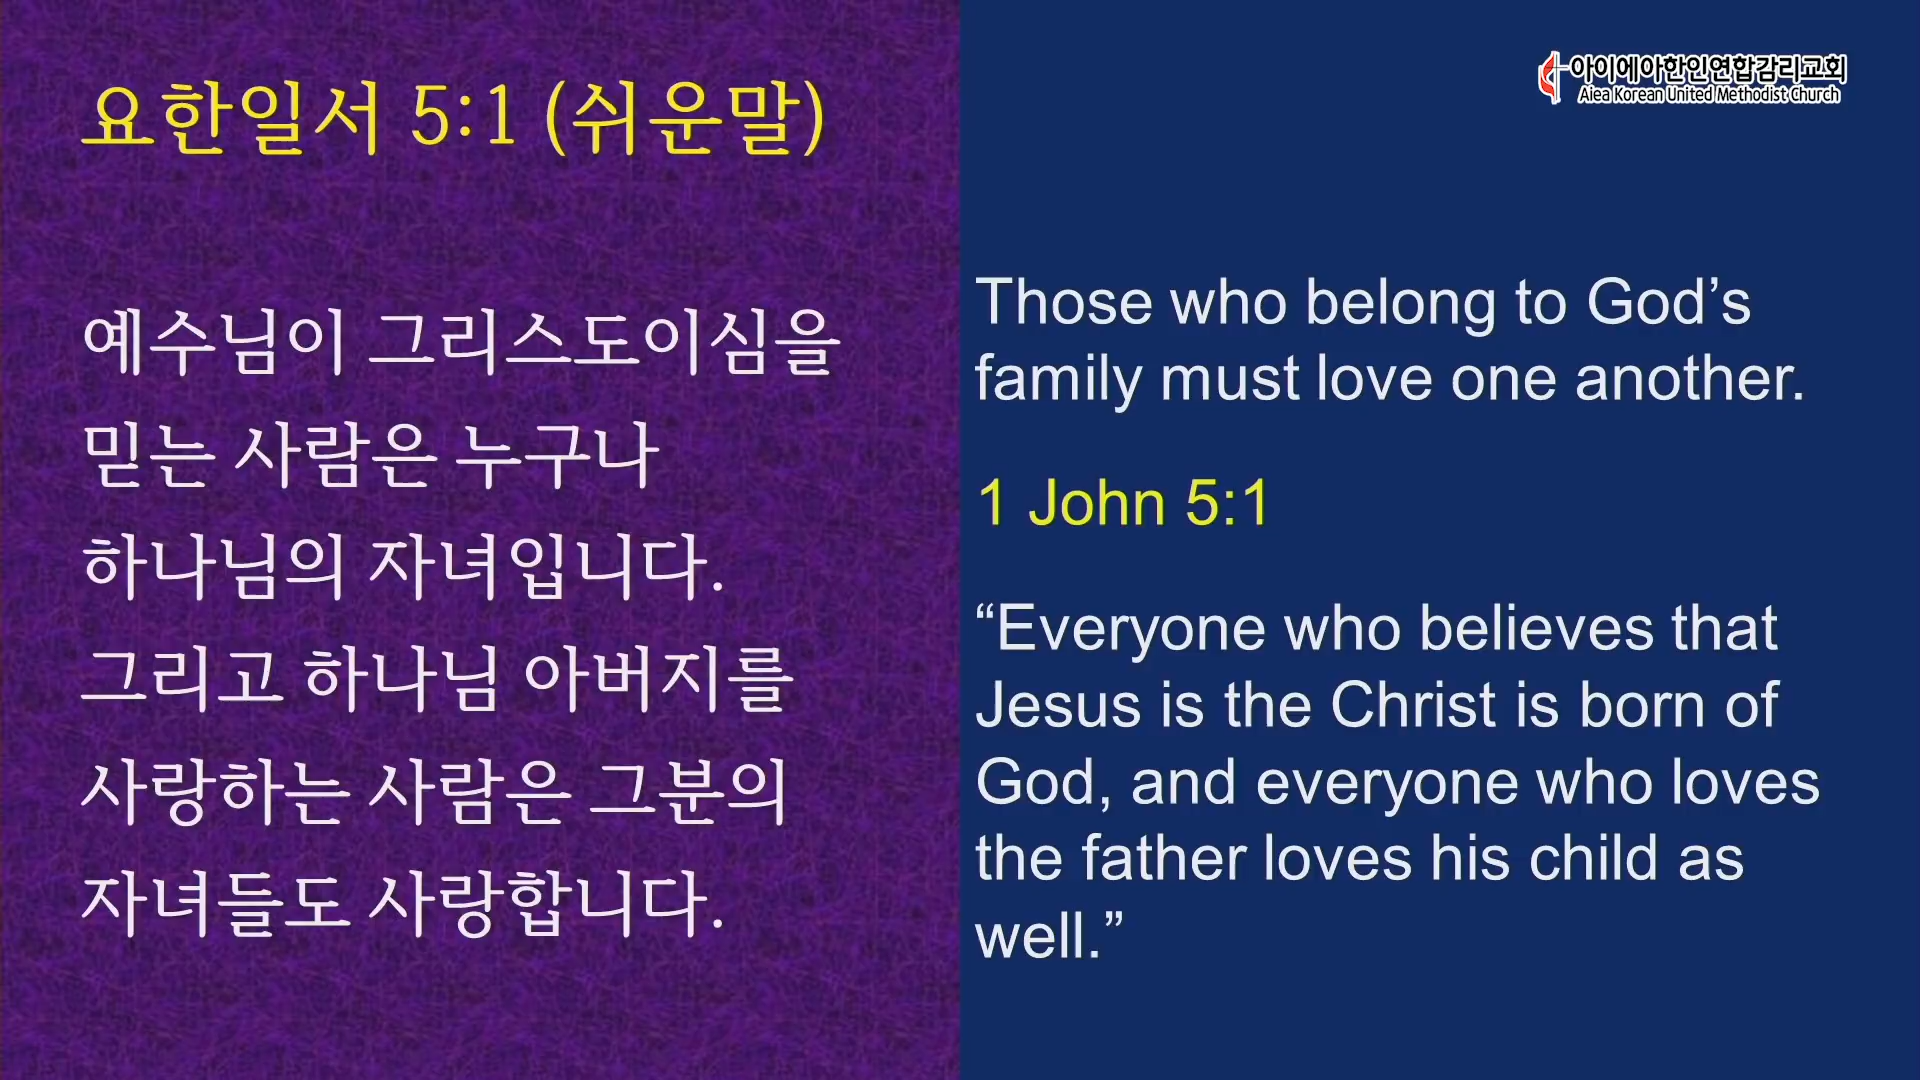 요한일서 5:1 (쉬운말)
예수님이 그리스도이심을
믿는 사람은 누구나
하나님의 자녀입니다.
그리고 하나님 아버지를
사랑하는 사람은 그분의
자녀들도 사랑합니다.
아이에아한인연합감리교회
Aiea Korean United Methodist Church
Those who belong to God’s
family must love one another.
1 John 5:1
“Everyone who believes that
Jesus is the Christ is born of
God, and everyone who loves
the father loves his child as
well.”